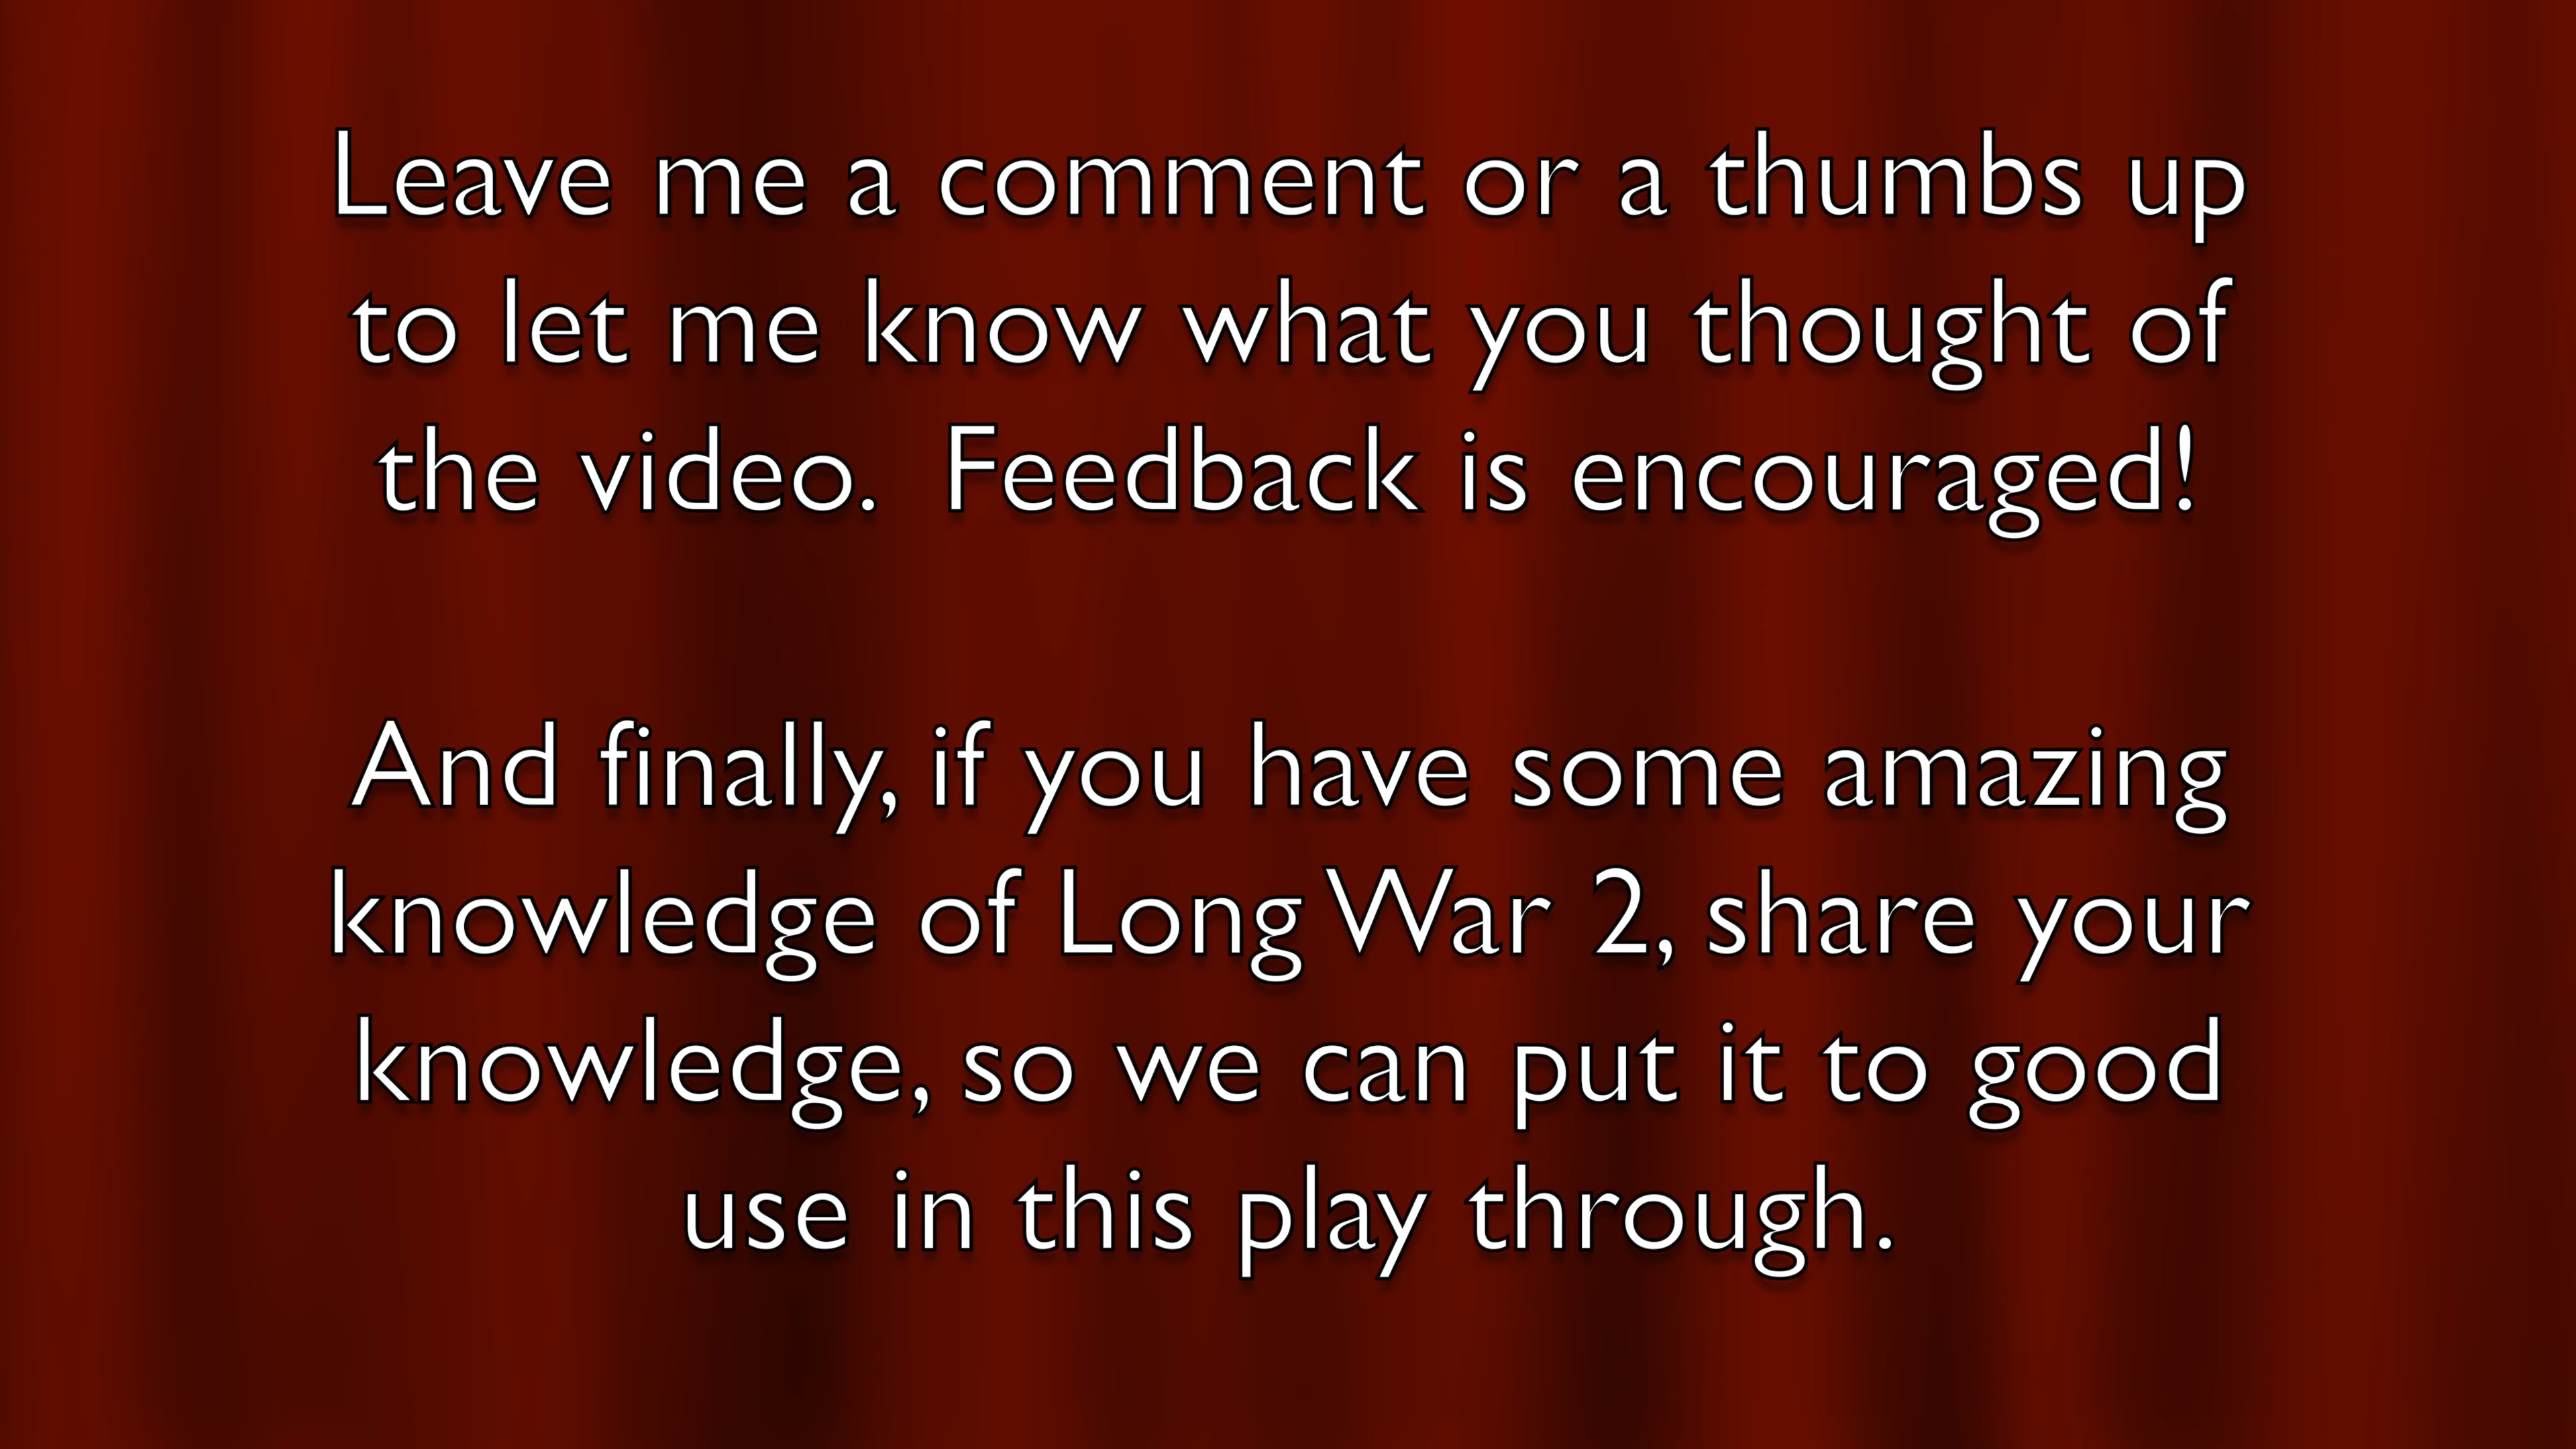 Leave me a comment or a thumbs up
to let me know what you thought of
the video.  Feedback is encouraged!
And finally, if you have some amazing
knowledge of Long War 2, share your
knowledge, so we can put it to good
use in this play through.